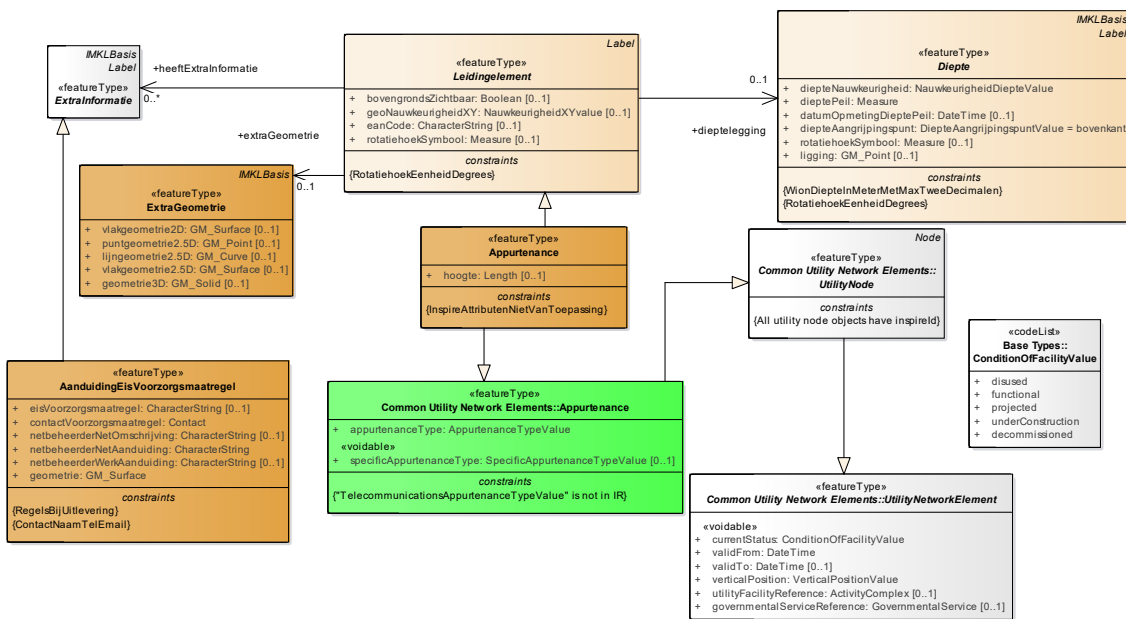 IMKLBasis
Label
«featureType»
ExtraInformatie
+heeftExtraInformatie
0..*
Label
«featureType»
Leidingelement
+ bovengrondsZichtbaar: Boolean [0..1]
+ geoNauwkeurigheidXY: NauwkeurigheidXYvalue [0..1]
+ eanCode: CharacterString [0..1]
+ rotatiehoekSymbool: Measure [0..1]
constraints
{RotatiehoekEenheidDegrees}
0..1
+dieptelegging
IMKLBasis
Label
«featureType»
Diepte
+ diepteNauwkeurigheid: NauwkeurigheidDiepteValue
+ dieptePeil: Measure
+ datumOpmetingDieptePeil: DateTime [0..1]
+ diepteAangrijpingspunt: DiepteAangrijpingspuntValue = bovenkant
+ rotatiehoekSymbool: Measure [0..1]
+ ligging: GM_Point [0..1]
constraints
{WionDiepteInMeterMetMaxTweeDecimalen}
{RotatiehoekEenheidDegrees}
+extraGeometrie
0..1
IMKLBasis
«featureType»
ExtraGeometrie
+ vlakgeometrie2D: GM_Surface [0..1]
+ puntgeometrie2.5D: GM_Point [0..1]
+ lijngeometrie2.5D: GM_Curve [0..1]
+ vlakgeometrie2.5D: GM_Surface [0..1]
+ geometrie3D: GM_Solid [0..1]
«featureType»
Appurtenance
+ hoogte: Length [0..1]
constraints
{InspireAttributenNietVanToepassing}
Node
«featureType»
Common Utility Network Elements::
UtilityNode
constraints
{All utility node objects have inspireId}
«codeList»
Base Types::
ConditionOfFacilityValue
+ disused
+ functional
+ projected
+ underConstruction
+ decommissioned
«featureType»
AanduidingEisVoorzorgsmaatregel
+ eisVoorzorgsmaatregel: CharacterString [0..1]
+ contactVoorzorgsmaatregel: Contact
+ netbeheerderNetOmschrijving: CharacterString [0..1]
+ netbeheerderNetAanduiding: CharacterString
+ netbeheerderWerkAanduiding: CharacterString [0..1]
+ geometrie: GM_Surface
constraints
{RegelsBijUitlevering}
{ContactNaamTelEmail}
«featureType»
Common Utility Network Elements::Appurtenance
+ appurtenanceType: AppurtenanceTypeValue
«voidable»
+ specificAppurtenanceType: SpecificAppurtenanceTypeValue [0..1]
constraints
{"TelecommunicationsAppurtenanceTypeValue" is not in IR}
«featureType»
Common Utility Network Elements::UtilityNetworkElement
«voidable»
+ currentStatus: ConditionOfFacilityValue
+ validFrom: DateTime
+ validTo: DateTime [0..1]
+ verticalPosition: VerticalPositionValue
+ utilityFacilityReference: ActivityComplex [0..1]
+ governmentalServiceReference: GovernmentalService [0..1]